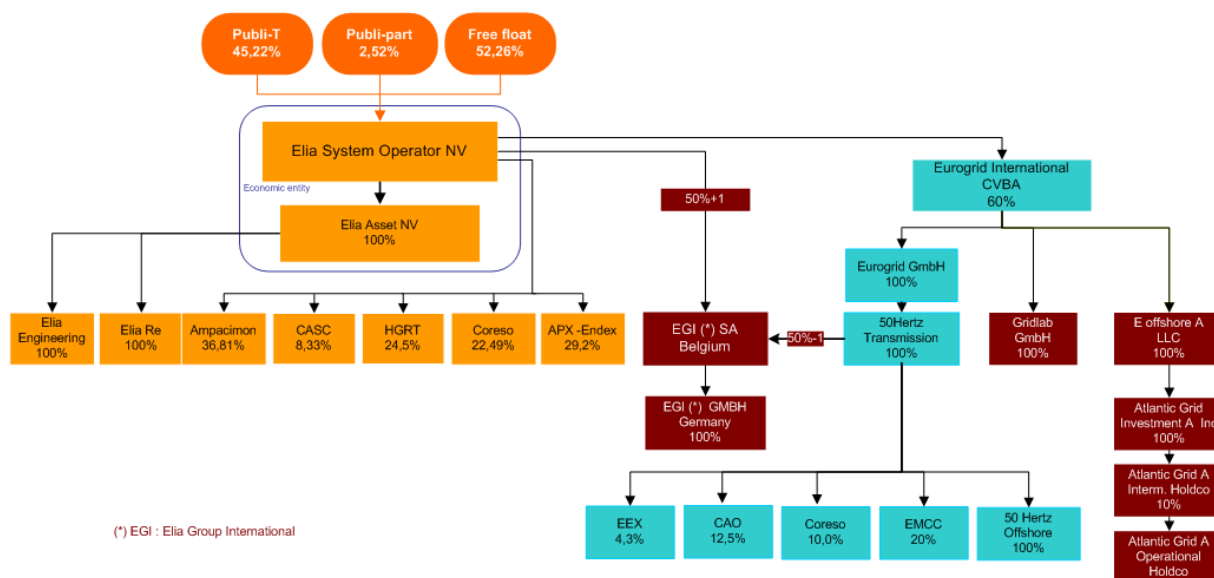 Publi-T
45,22%
Publi-part
2,52%
Free float
52,26%
Elia System Operator NV
Economic entity
Elia Asset NV
100%
50%+1
Eurogrid International
CVBA
60%
Eurogrid GmbH
100%
Elia
Engineering
100%
Elia Re
100%
Ampacimon
36,81%
CASC
8,33%
HGRT
24,5%
Coreso
22,49%
APX -Endex
29,2%
EGI (*) SA
Belgium
50%-1
50Hertz
Transmission
100%
Gridlab
GmbH
100%
E offshore A
LLC
100%
EGI (*) GMBH
Germany
100%
Atlantic Grid
Investment A Inc
100%
Atlantic Grid A
Interm. Holdco
10%
Atlantic Grid A
Operational
Holdco
EEX
4,3%
CAO
12,5%
Coreso
10,0%
EMCC
20%
50 Hertz
Offshore
100%
(*) EGI : Elia Group International